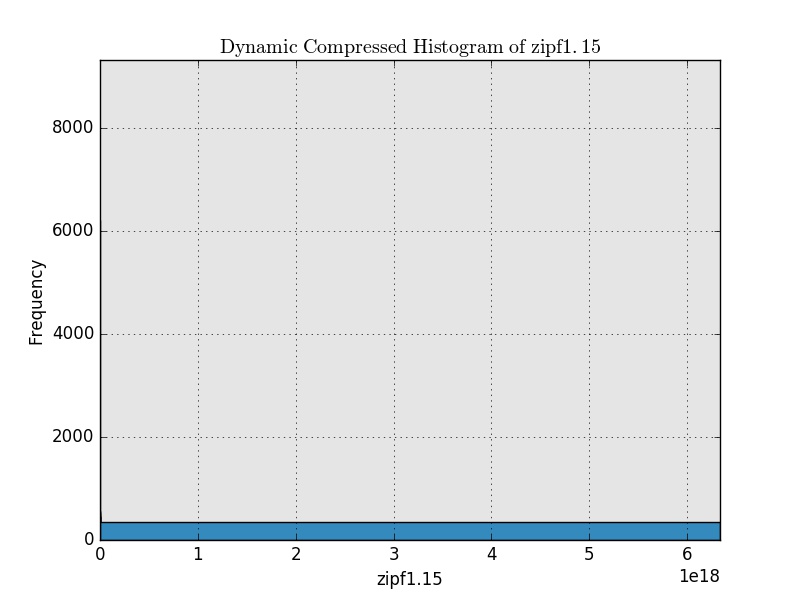 Dynamic Compressed Histogram of zipf1.15
8000
6000
4000
2000
0
Frequency
0 1 2 3 4 5 6
1e18
zipf1.15